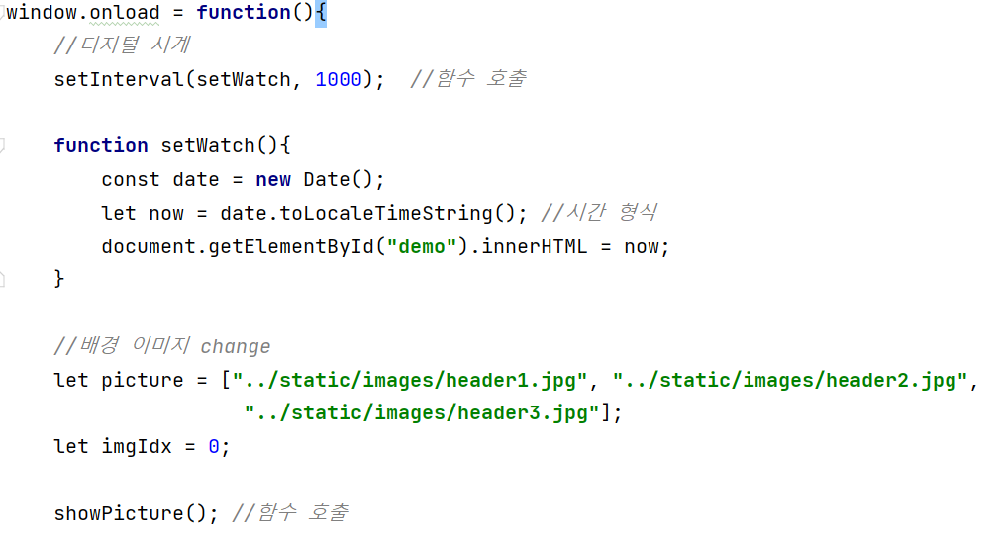 window.onload = function(){
//디지털 시계
setInterval(setWatch, 1000);  //함수 호출
function setWatch(){
const date = new Date();
let now = date.toLocaleTimeString(); //시간 형식
document.getElementById("demo").innerHTML = now;
}
//배경 이미지 change
let picture = ["../static/images/header1.jpg", "../static/images/header2.jpg",
"../static/images/header3.jpg"];
let imgIdx = 0;
showPicture(); //함수 호출